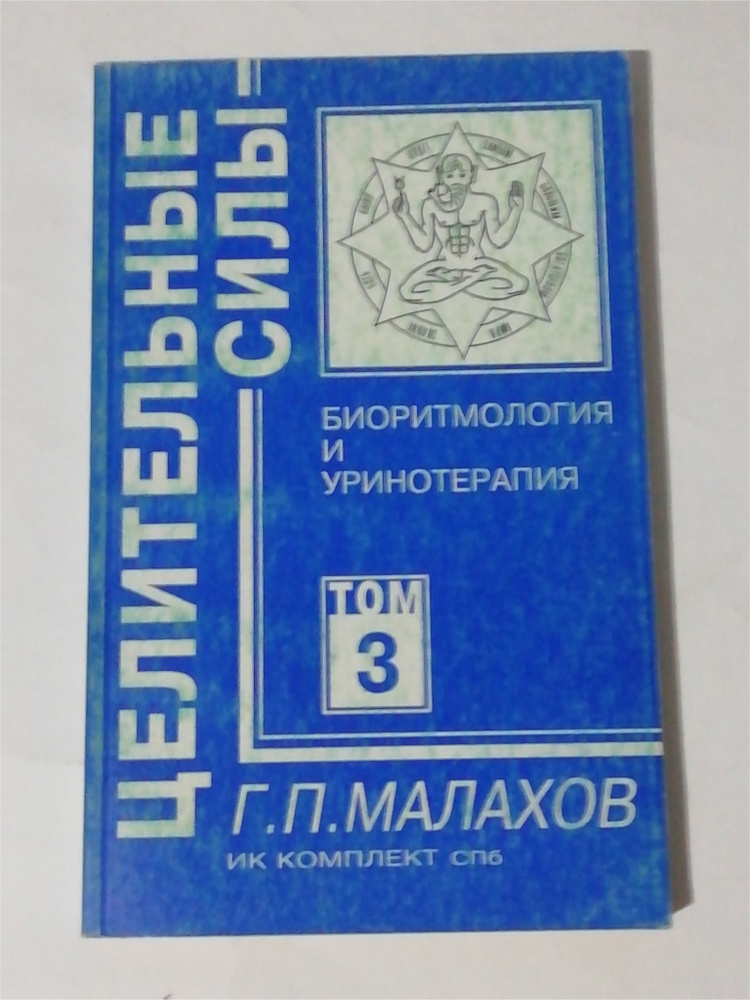 ЦЕЛИТЕЛЬНЫЕ
СИЛЫ
БИОРИТМОЛОГИЯ
И
УРИНОТЕРАПИЯ
ТОМ
3
Г.П.МАЛАХОВ
ИК КОМПЛЕКТ СПб